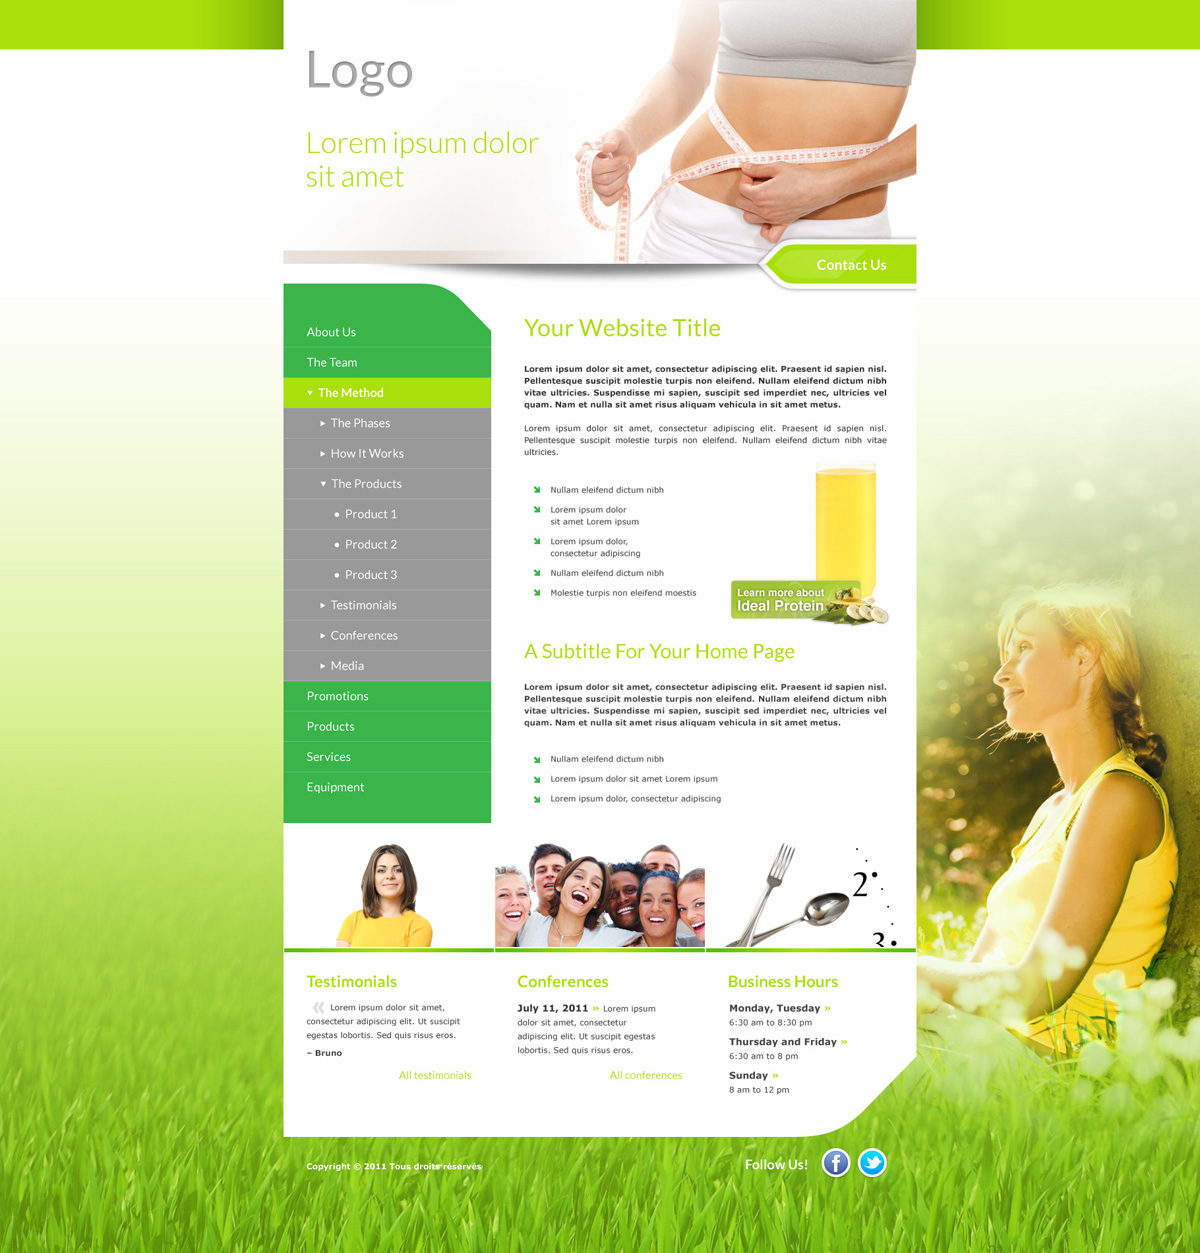 Logo
Lorem ipsum dolor
sit amet
Contact Us
About Us
The Team
The Method
The Phases
How It Works
The Products
Product 1
Product 2
Product 3
Testimonials
Conferences
Media
Promotions
Products
Services
Equipment
Your Website Title
Lorem ipsum dolor sit amet, consectetur adipiscing elit. Praesent id sapien nisl.
Pellentesque suscipit molestie turpis non eleifend. Nullam eleifend dictum nibh
vitae ultricies. Suspendisse mi sapien, suscipit sed imperdiet nec, ultricies vel
quam. Nam et nulla sit amet risus aliquam vehicula in sit amet metus.
Lorem ipsum dolor sit amet, consectetur adipiscing elit. Praesent id sapien nisl.
Pellentesque suscipit molestie turpis non eleifend. Nullam eleifend dictum nibh vitae
ultricies.
Nullam eleifend dictum nibh
Lorem ipsum dolor
sit amet Lorem ipsum
Lorem ipsum dolor,
consectetur adipiscing
Nullam eleifend dictum nibh
Molestie turpis non eleifend moestis
Learn more about
Ideal Protein
A Subtitle For Your Home Page
Lorem ipsum dolor sit amet, consectetur adipiscing elit. Praesent id sapien nisl.
Pellentesque suscipit molestie turpis non eleifend. Nullam eleifend dictum nibh
vitae ultricies. Suspendisse mi sapien, suscipit sed imperdiet nec, ultricies vel
quam. Nam et nulla sit amet risus aliquam vehicula in sit amet metus.
Nullam eleifend dictum nibh
Lorem ipsum dolor sit amet Lorem ipsum
Lorem ipsum dolor, consectetur adipiscing
2
3
Testimonials
« Lorem ipsum dolor sit amet,
consectetur adipiscing elit. Ut suscipit
egestas lobortis. Sed quis risus eros.
– Bruno
All testimonials
Conferences
July 11, 2011 » Lorem ipsum
dolor sit amet, consectetur
adipiscing elit. Ut suscipit egestas
lobortis. Sed quis risus eros.
All conferences
Business Hours
Monday, Tuesday »
6:30 am to 8:30 pm
Thursday and Friday »
6:30 am to 8 pm
Sunday »
8 am to 12 pm
Copyright © 2011 Tous droits réservés
Follow Us!
f